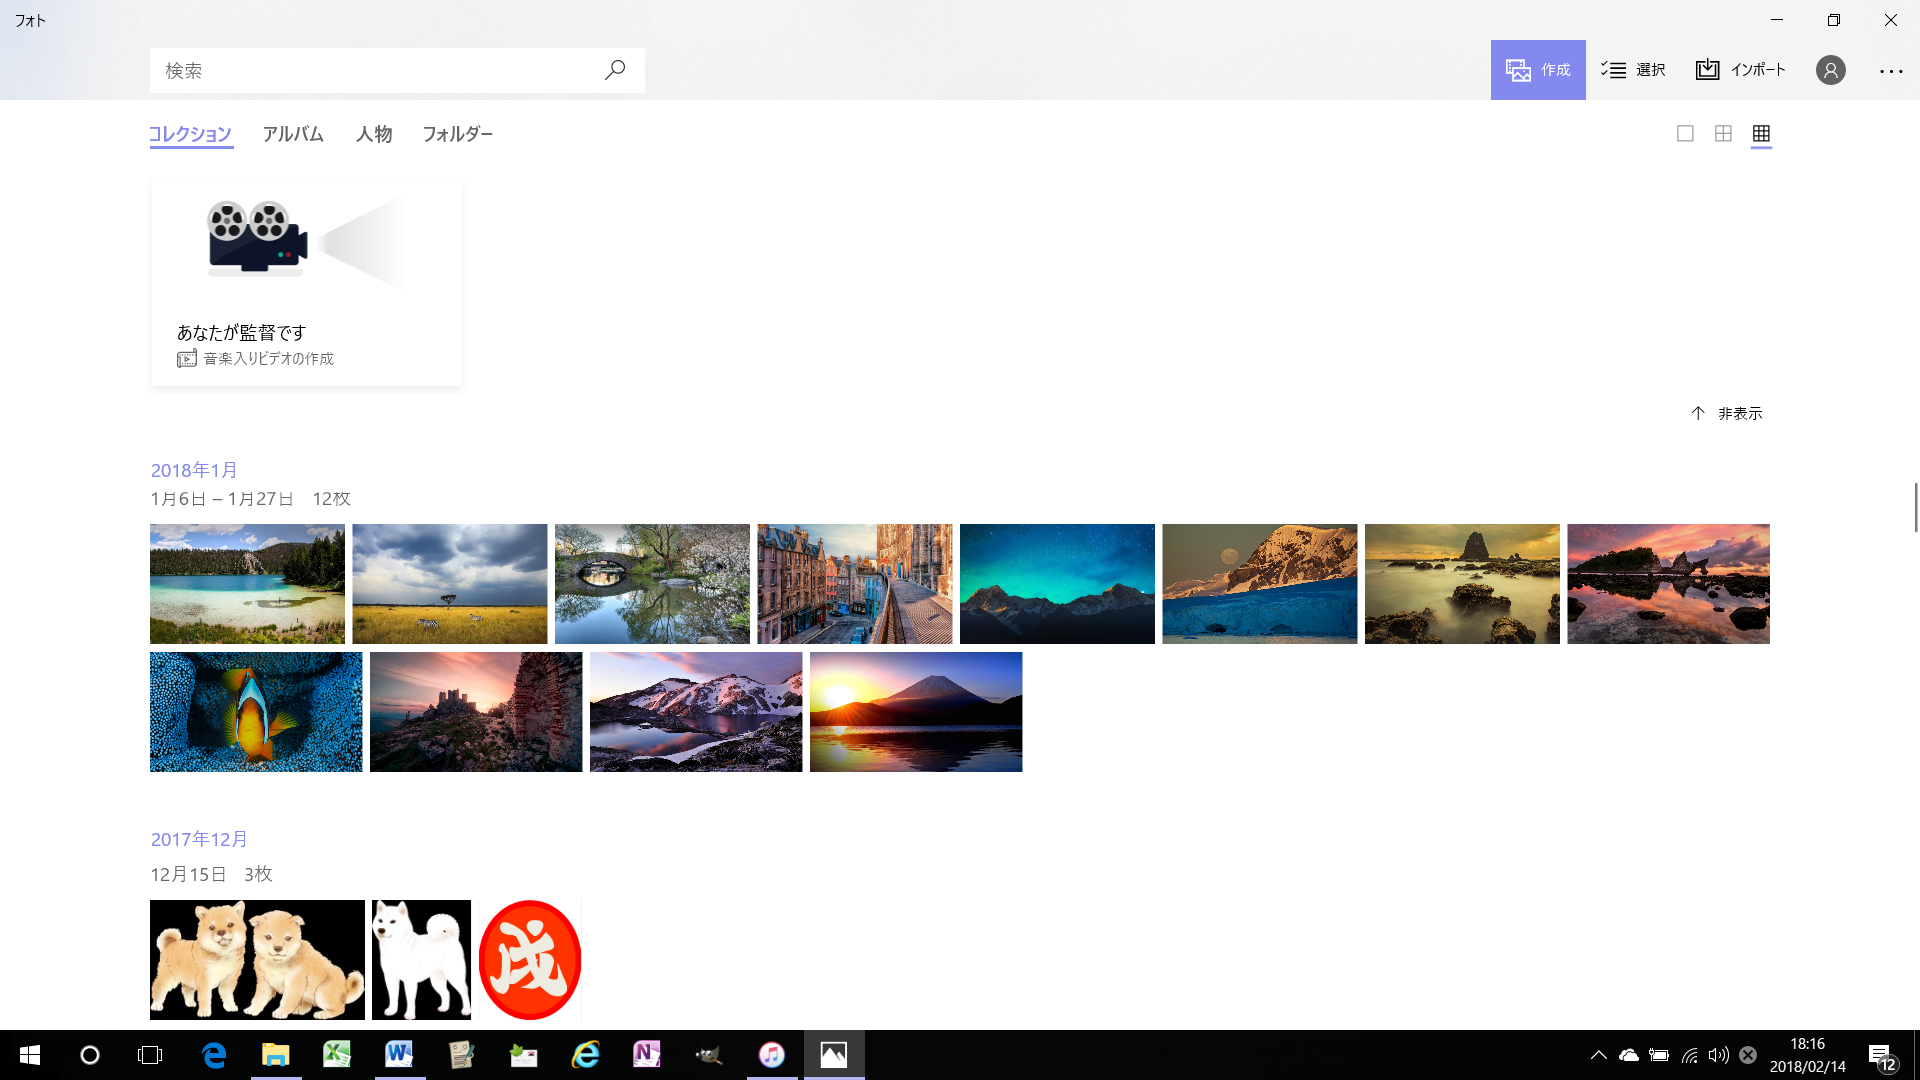 フォト
検索
作成
選択
インポート
コレクション
アルバム
人物
フォルダー
あなたが監督です
音楽入りビデオの作成
非表示
2018年1月
1月6日 – 1月27日 12枚
2017年12月
12月15日 3枚
戌
18:16
2018/02/14
12